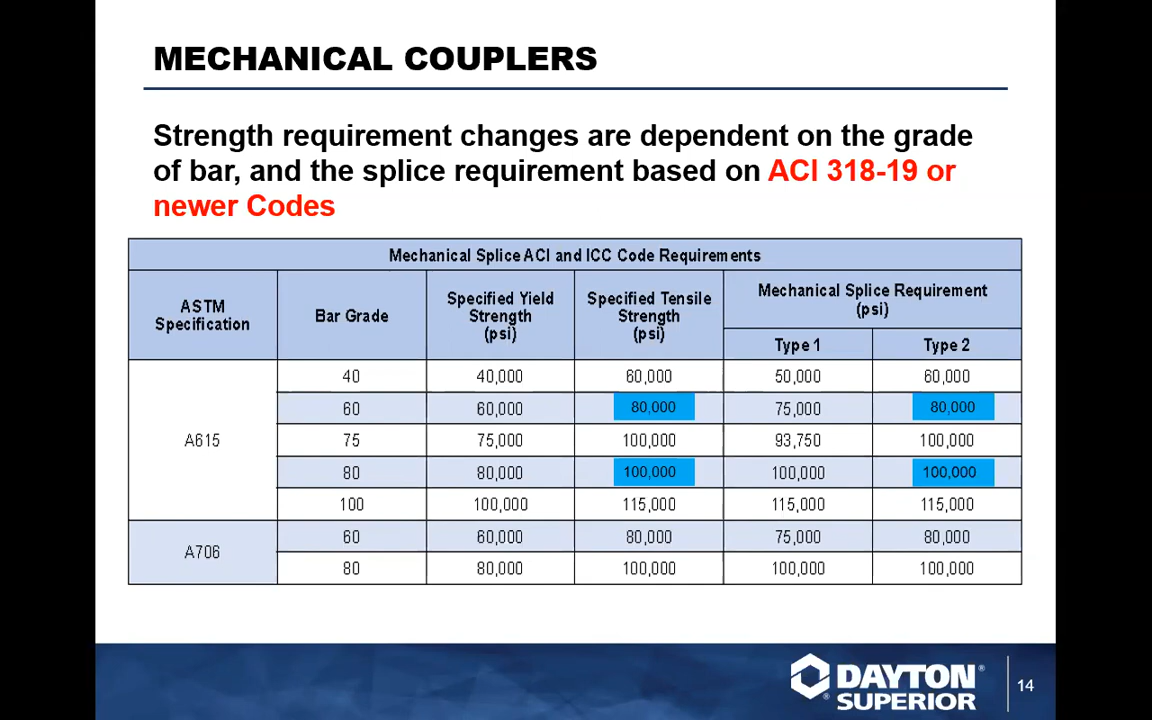 MECHANICAL COUPLERS
Strength requirement changes are dependent on the grade
of bar, and the splice requirement based on ACI 318-19 or
newer Codes
Mechanical Splice ACI and ICC Code Requirements
ASTM Specification Bar Grade Specified Yield Strength (psi) Specified Tensile Strength (psi) Mechanical Splice Requirement (psi)
Type 1 Type 2
A615
40 40,000 60,000 50,000 60,000
60 60,000 80,000 75,000 80,000
75 75,000 100,000 93,750 100,000
80 80,000 100,000 100,000 100,000
100 100,000 115,000 115,000 115,000
A706
60 60,000 80,000 75,000 80,000
80 80,000 100,000 100,000 100,000
DAYTON®
SUPERIOR
®
14